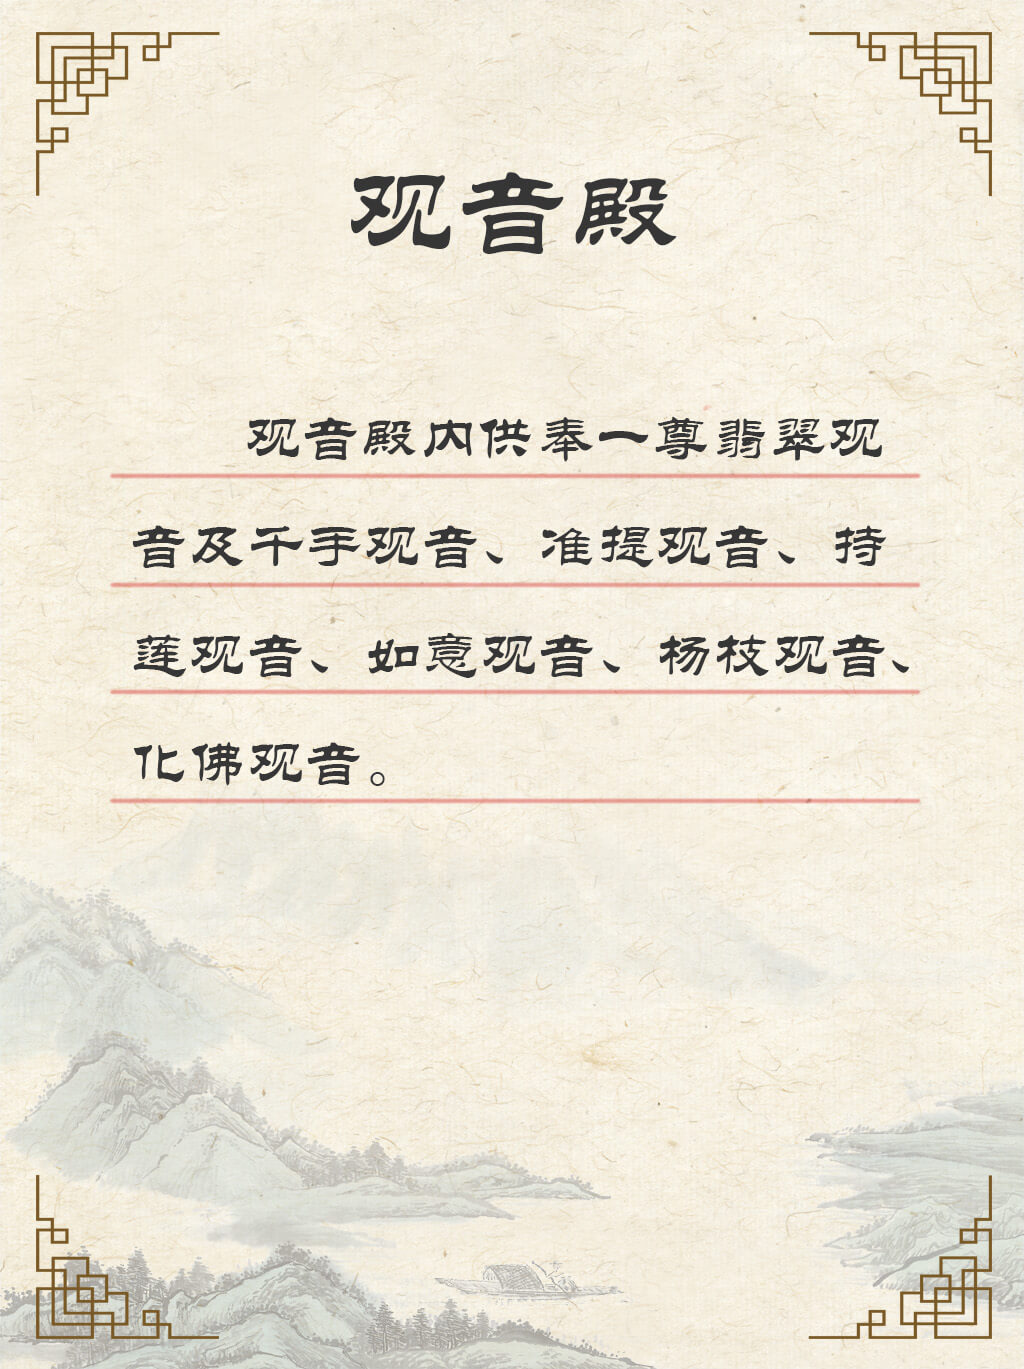 观音殿
观音殿内供奉一尊翡翠观
音及千手观音、准提观音、持
莲观音、如意观音、杨枝观音、
化佛观音。